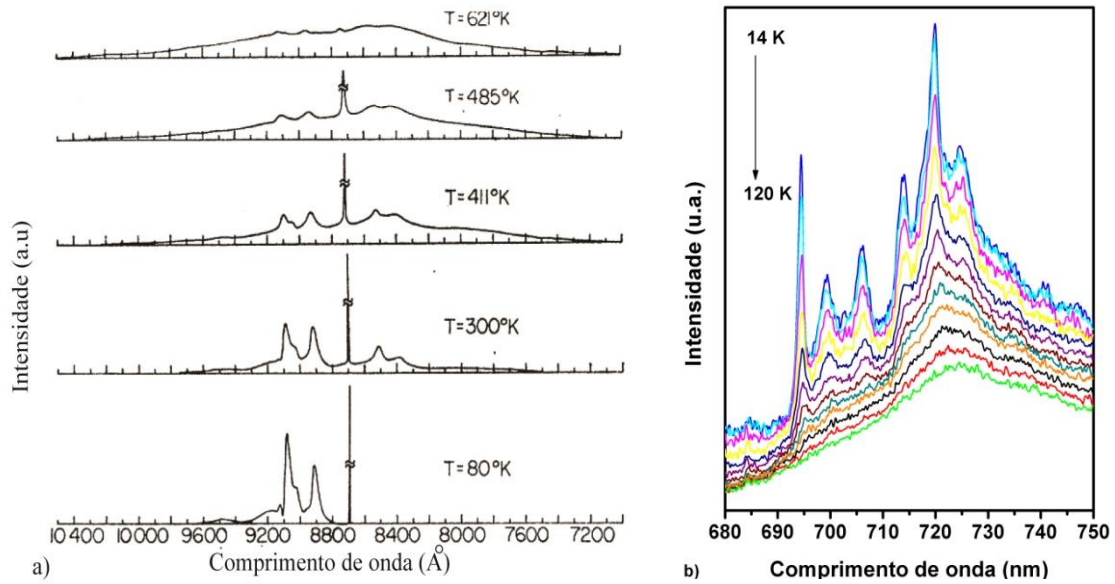 T=621°K
T=485°K
T=411°K
T=300°K
T=80°K
Intensidade (a.u)
10400 10000 9600 9200 8800 8400 8000 7600 7200
Comprimento de onda (Å)
a)
14 K
120 K
Intensidade (u.a.)
680 690 700 710 720 730 740 750
Comprimento de onda (nm)
b)